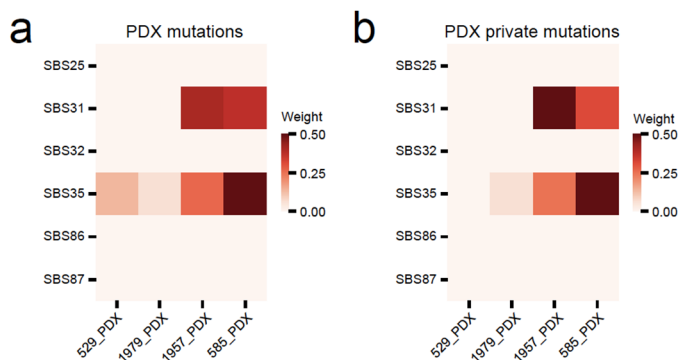 a
PDX mutations
SBS25
SBS31
SBS32
SBS35
SBS86
SBS87
Weight
0.50
0.25
0.00
529_PDX
1979_PDX
1957_PDX
585_PDX
b
PDX private mutations
SBS25
SBS31
SBS32
SBS35
SBS86
SBS87
Weight
0.50
0.25
0.00
529_PDX
1979_PDX
1957_PDX
585_PDX